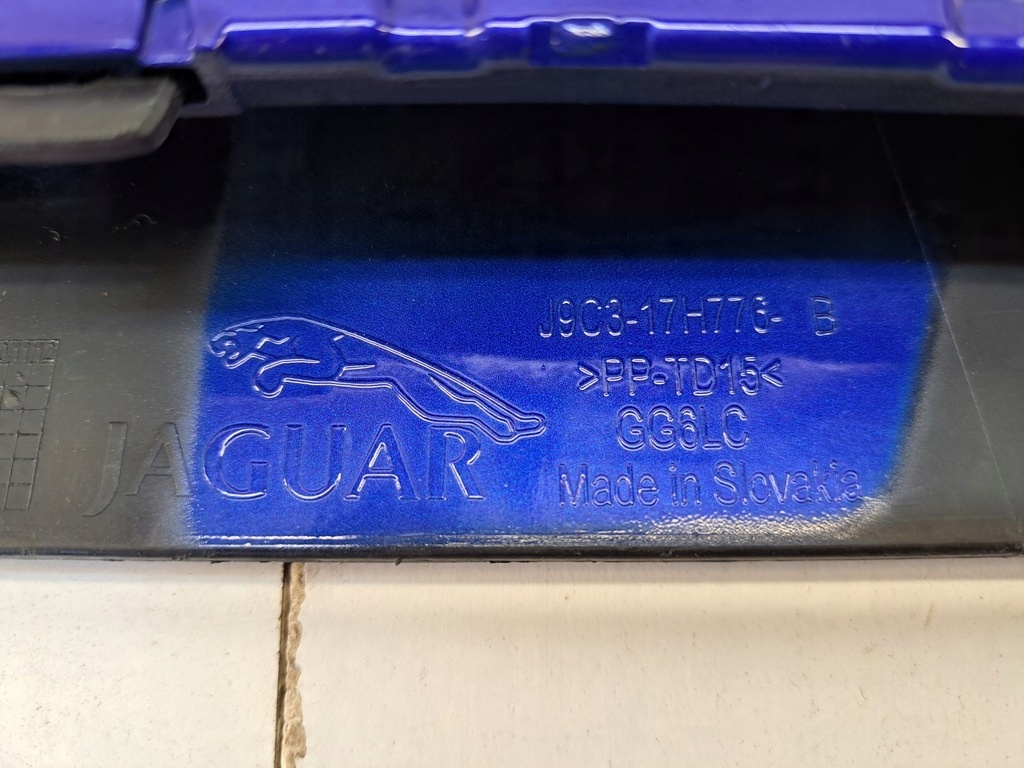 J9C3-17H776- B
>PP-TD15<
GG6LC
Made in Slovakia
JAGUAR